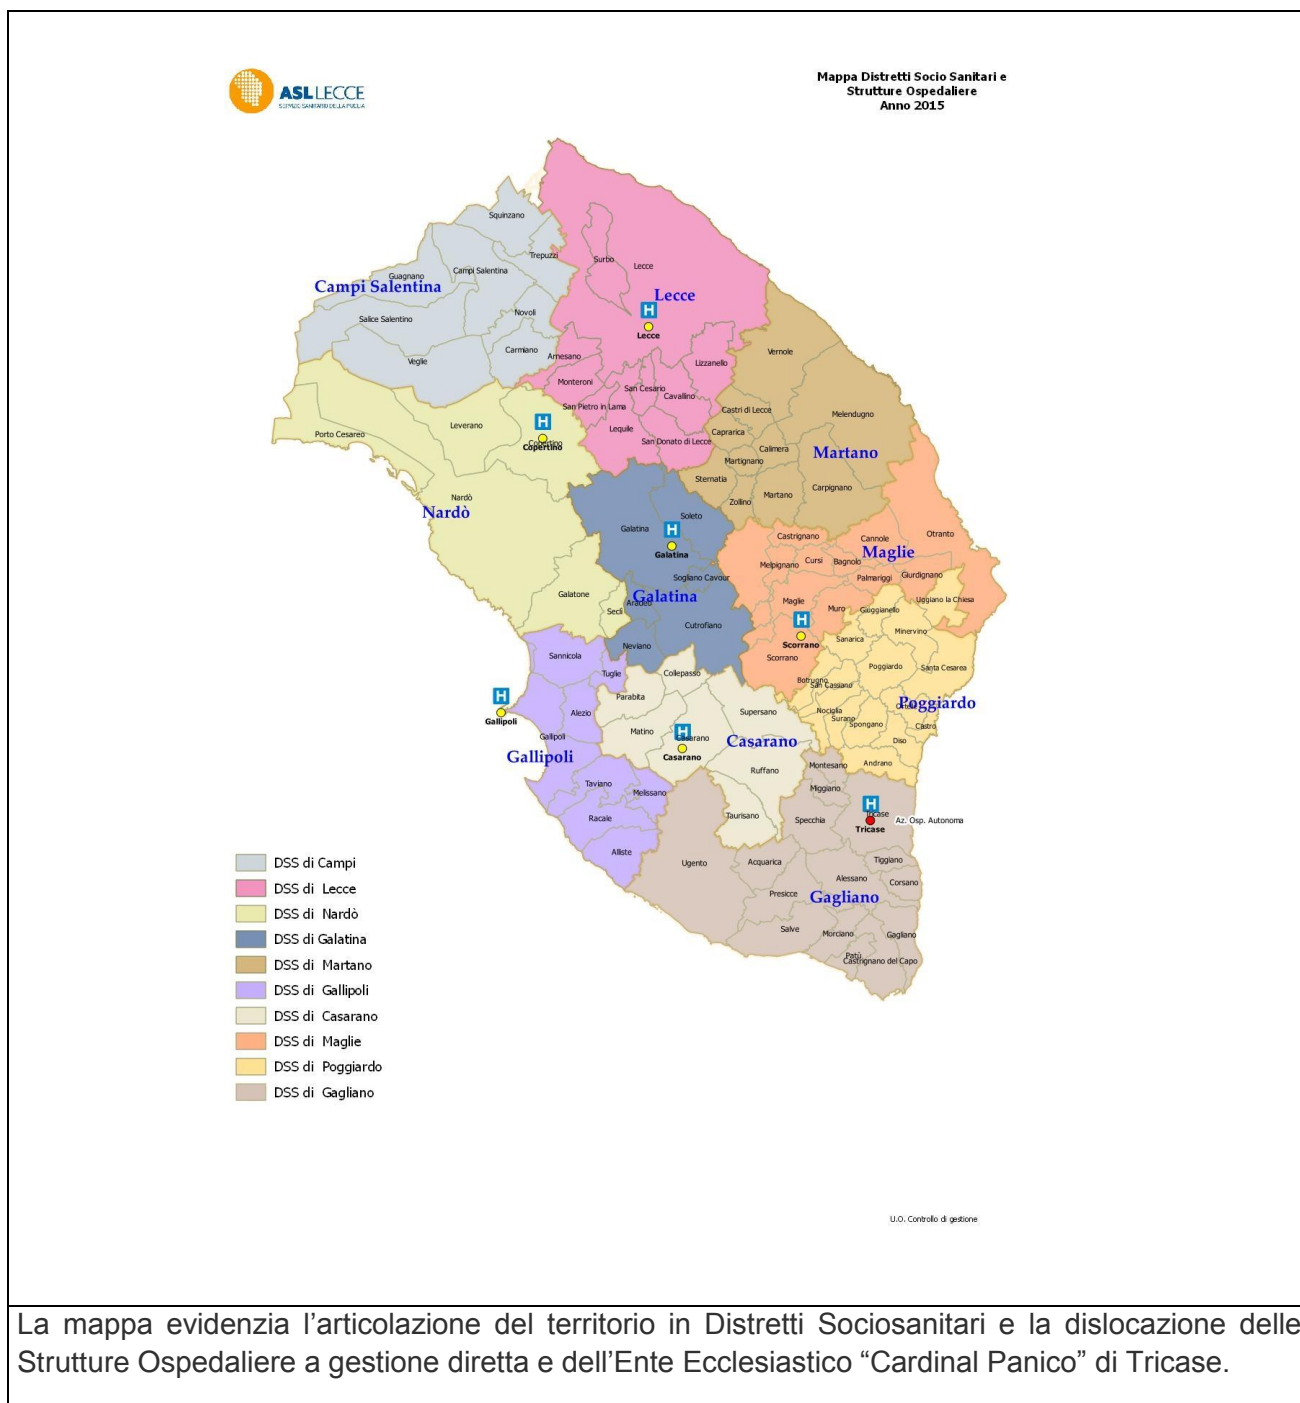 ASL LECCE
SERVIZIO SANITARIO DELLA PUGLIA
Mappa Distretti Socio Sanitari e
Strutture Ospedaliere
Anno 2015
Squinzano
Trepuzzi
Campi Salentina
Guagnano
Campi Salentina
Salice Salentino
Novoli
Veglie
Carmiano
Surbo
Lecce
Lecce
H
Lecce
Arnesano
Lizzanello
Monteroni
San Cesario
Cavallino
San Pietro in Lama
Lequile
San Donato di Lecce
Vernole
Castri di Lecce
Melendugno
Caprarica
Calimera
Martano
Martignano
Sternatia
Martano
Carpignano
Zollino
Porto Cesareo
Leverano
H
Copertino
Copertino
Nardò
Nardò
Galatone
Secli
Galatina
Soleto
H
Galatina
Sogliano Cavour
Galatina
Aradeo
Cutrofiano
Neviano
Castrignano
Cannole
Otranto
Maglie
Melpignano
Cursi
Bagnolo
Palmariggi
Giurdignano
Maglie
Muro
H
Scorrano
Scorrano
Uggiano la Chiesa
Giuggianello
Minervino
Sanarica
Poggiardo
Santa Cesarea
Botrugno
San Cassiano
Poggiardo
Nociglia
Surano
Spongano
Castro
Diso
Andrano
Sannicola
Tuglie
H
Gallipoli
Alezio
Gallipoli
Gallipoli
Taviano
Melissano
Racale
Alliste
Collepasso
Parabita
Supersano
Matino
H
Casarano
Casarano
Casarano
Ruffano
Taurisano
Montesano
Miggiano
H
Tricase
Tricase
Az. Osp. Autonoma
Specchia
Ugento
Acquarica
Tiggiano
Alessano
Corsano
Presicce
Gagliano
Salve
Morciano
Gagliano
Patù
Castrignano del Capo
DSS di Campi
DSS di Lecce
DSS di Nardò
DSS di Galatina
DSS di Martano
DSS di Gallipoli
DSS di Casarano
DSS di Maglie
DSS di Poggiardo
DSS di Gagliano
U.O. Controllo di gestione
La mappa evidenzia l’articolazione del territorio in Distretti Sociosanitari e la dislocazione delle
Strutture Ospedaliere a gestione diretta e dell’Ente Ecclesiastico “Cardinal Panico” di Tricase.